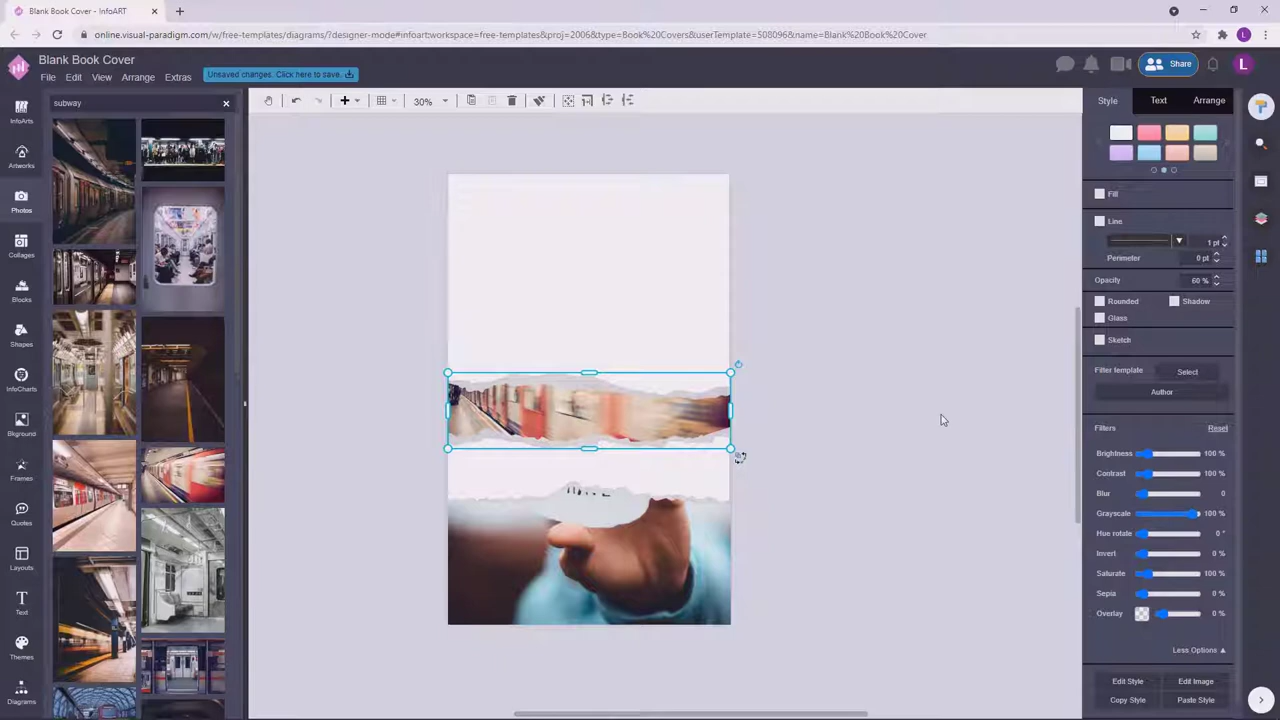 Blank Book Cover - InfoART
online.visual-paradigm.com/w/free-templates/diagrams/?designer-mode#infoart:workspace=free-templates&proj=2006&type=Book%20Covers&userTemplate=508096&name=Blank%20Book%20Cover
L
Blank Book Cover
File Edit View Arrange Extras
Unsaved changes. Click here to save.
Share
L
subway
30%
Style Text Arrange
InfoArts
Artworks
Photos
Collages
Blocks
Shapes
InfoCharts
Bkground
Frames
Quotes
Layouts
Text
Themes
Diagrams
Fill
Line
1 pt
Perimeter 0 pt
Opacity 60 %
Rounded Shadow
Glass
Sketch
Filter template Select
Author
Filters Reset
Brightness 100 %
Contrast 100 %
Blur 0
Grayscale 100 %
Hue rotate 0 °
Invert 0 %
Saturate 100 %
Sepia 0 %
Overlay 0 %
Less Options
Edit Style Edit Image
Copy Style Paste Style